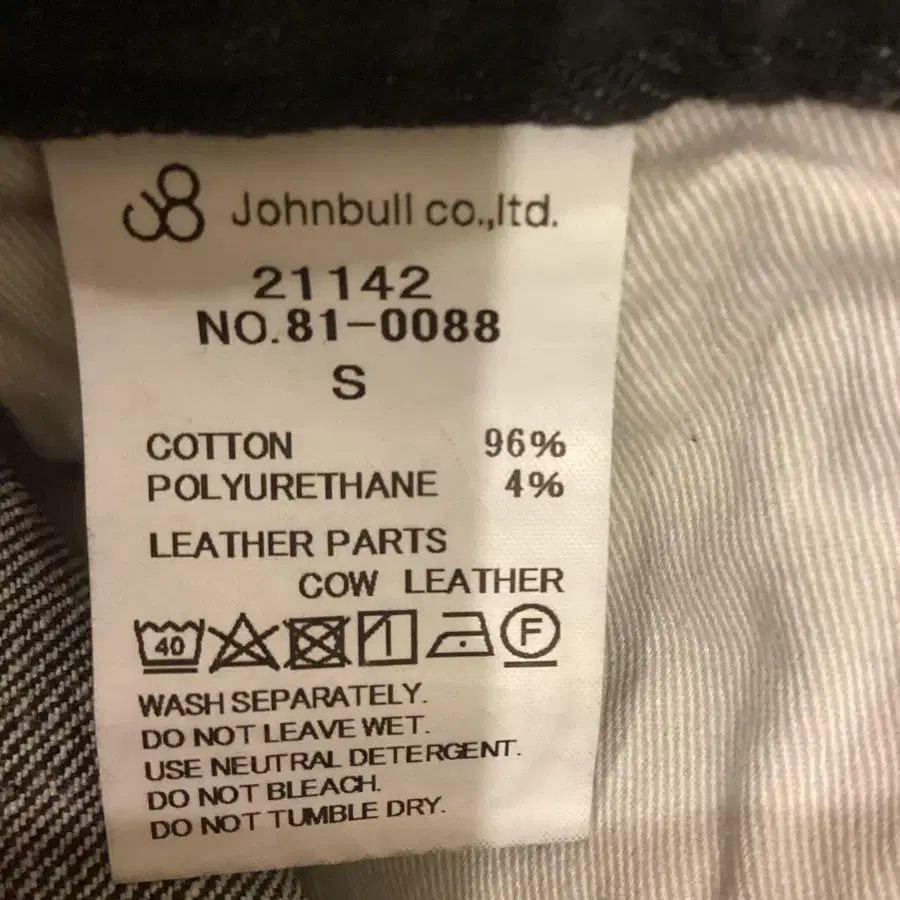 Johnbull co.,ltd.
21142
NO.81-0088
S
COTTON 96%
POLYURETHANE 4%
LEATHER PARTS
COW LEATHER
40 F
WASH SEPARATELY.
DO NOT LEAVE WET.
USE NEUTRAL DETERGENT.
DO NOT BLEACH.
DO NOT TUMBLE DRY.